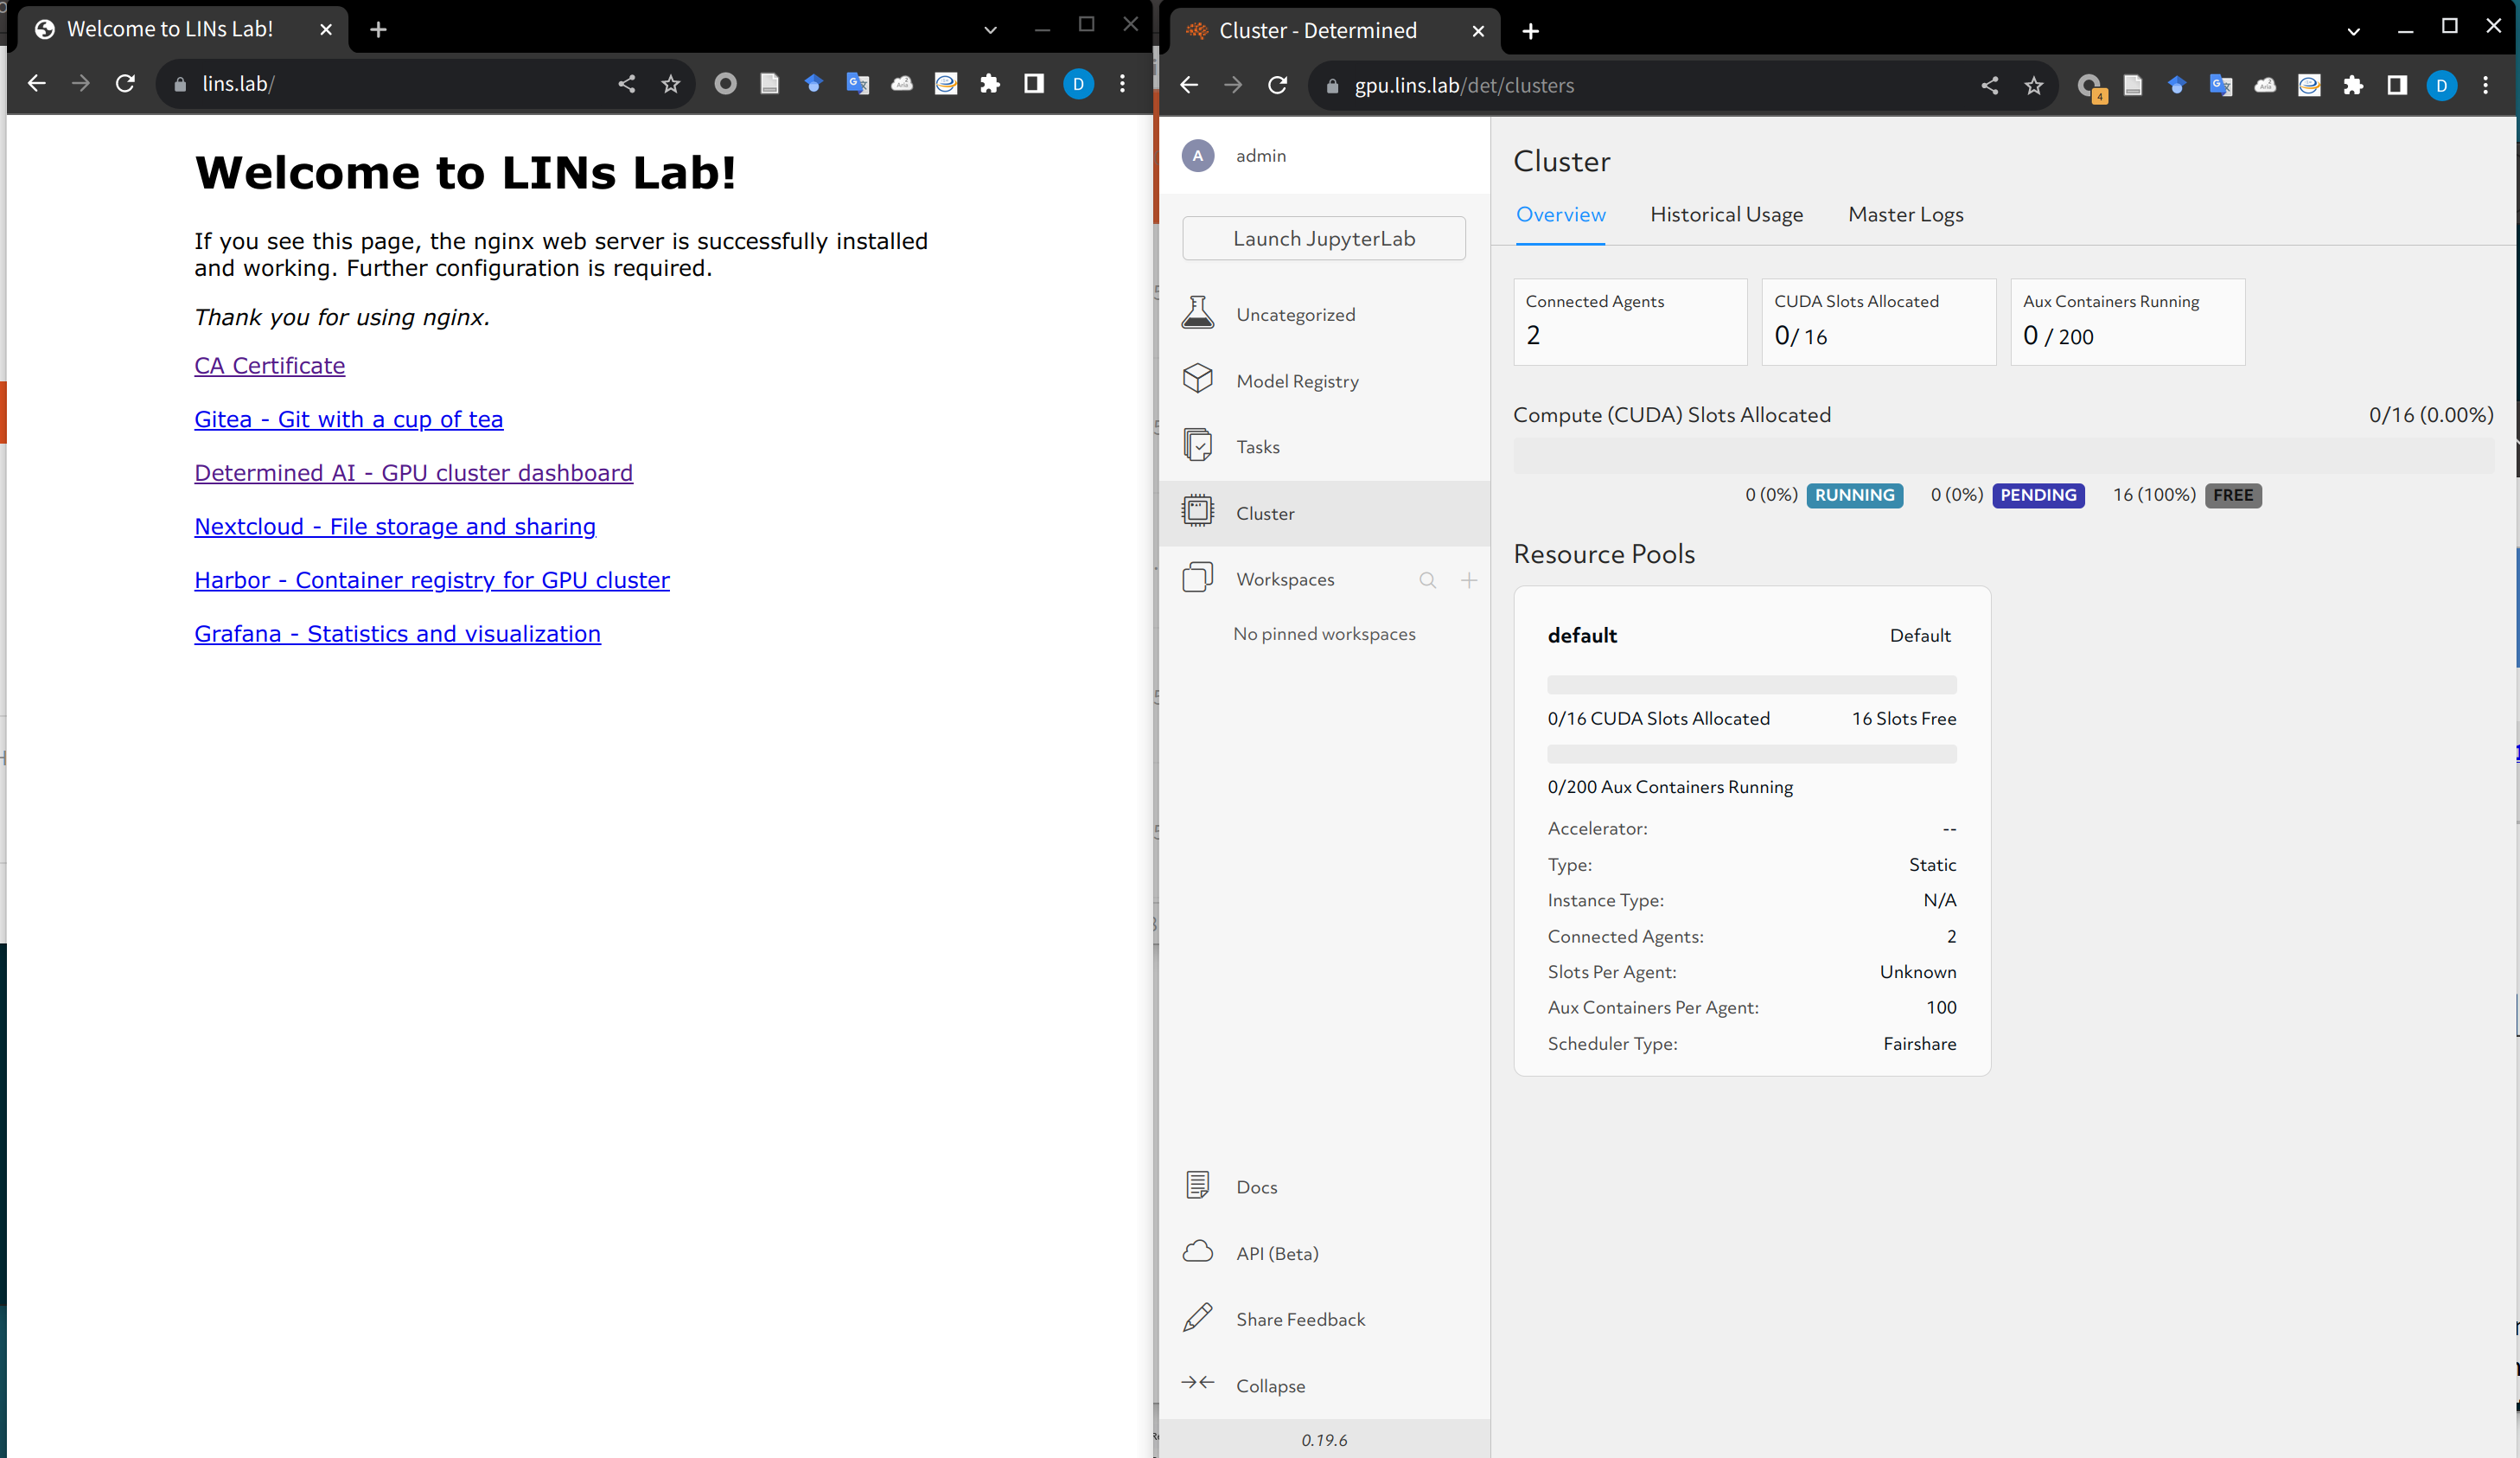 Welcome to LINs Lab!
lins.lab/
D
Welcome to LINs Lab!
If you see this page, the nginx web server is successfully installed
and working. Further configuration is required.
Thank you for using nginx.
CA Certificate
Gitea - Git with a cup of tea
Determined AI - GPU cluster dashboard
Nextcloud - File storage and sharing
Harbor - Container registry for GPU cluster
Grafana - Statistics and visualization
Cluster - Determined
gpu.lins.lab/det/clusters
4
D
A admin
Launch JupyterLab
Uncategorized
Model Registry
Tasks
Cluster
Workspaces
No pinned workspaces
Docs
API (Beta)
Share Feedback
Collapse
0.19.6
Cluster
Overview Historical Usage Master Logs
Connected Agents
2
CUDA Slots Allocated
0/ 16
Aux Containers Running
0 / 200
Compute (CUDA) Slots Allocated 0/16 (0.00%)
0 (0%) RUNNING 0 (0%) PENDING 16 (100%) FREE
Resource Pools
default Default
0/16 CUDA Slots Allocated 16 Slots Free
0/200 Aux Containers Running
Accelerator: --
Type: Static
Instance Type: N/A
Connected Agents: 2
Slots Per Agent: Unknown
Aux Containers Per Agent: 100
Scheduler Type: Fairshare